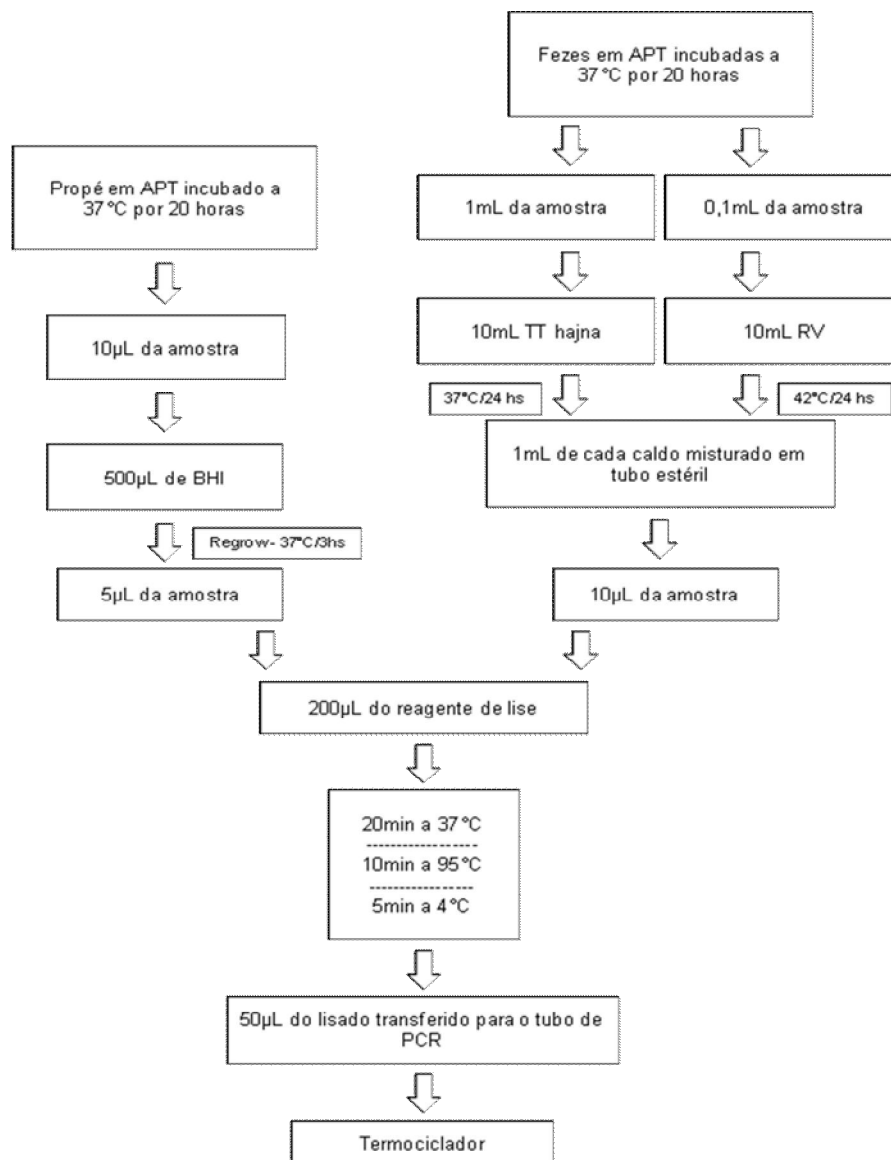 Fezes em APT incubadas a
37°C por 20 horas
Propé em APT incubado a
37°C por 20 horas
1mL da amostra
0,1mL da amostra
10µL da amostra
10mL TT hajna
10mL RV
37°C/24 hs
42°C/24 hs
500µL de BHI
1mL de cada caldo misturado em
tubo estéril
Regrow- 37°C/3hs
5µL da amostra
10µL da amostra
200µL do reagente de lise
20min a 37°C
10min a 95°C
5min a 4°C
50µL do lisado transferido para o tubo de
PCR
Termociclador